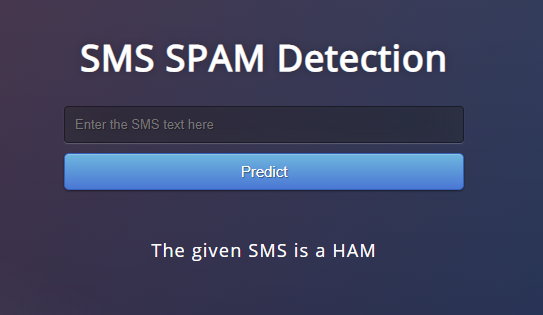 SMS SPAM Detection
Enter the SMS text here
Predict
The given SMS is a HAM